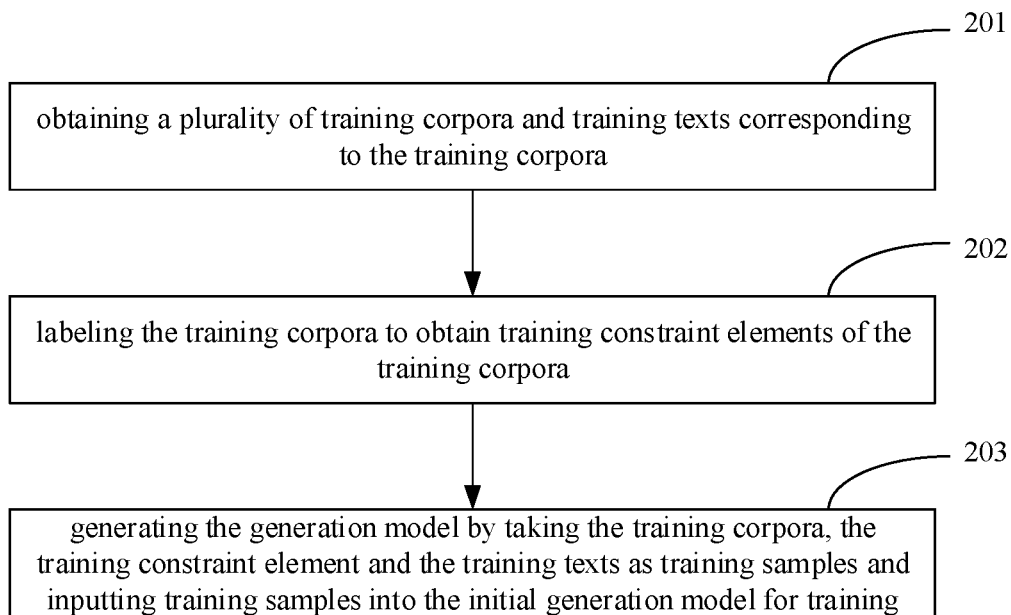 201
obtaining a plurality of training corpora and training texts corresponding
to the training corpora
202
labeling the training corpora to obtain training constraint elements of the
training corpora
203
generating the generation model by taking the training corpora, the
training constraint element and the training texts as training samples and
inputting training samples into the initial generation model for training